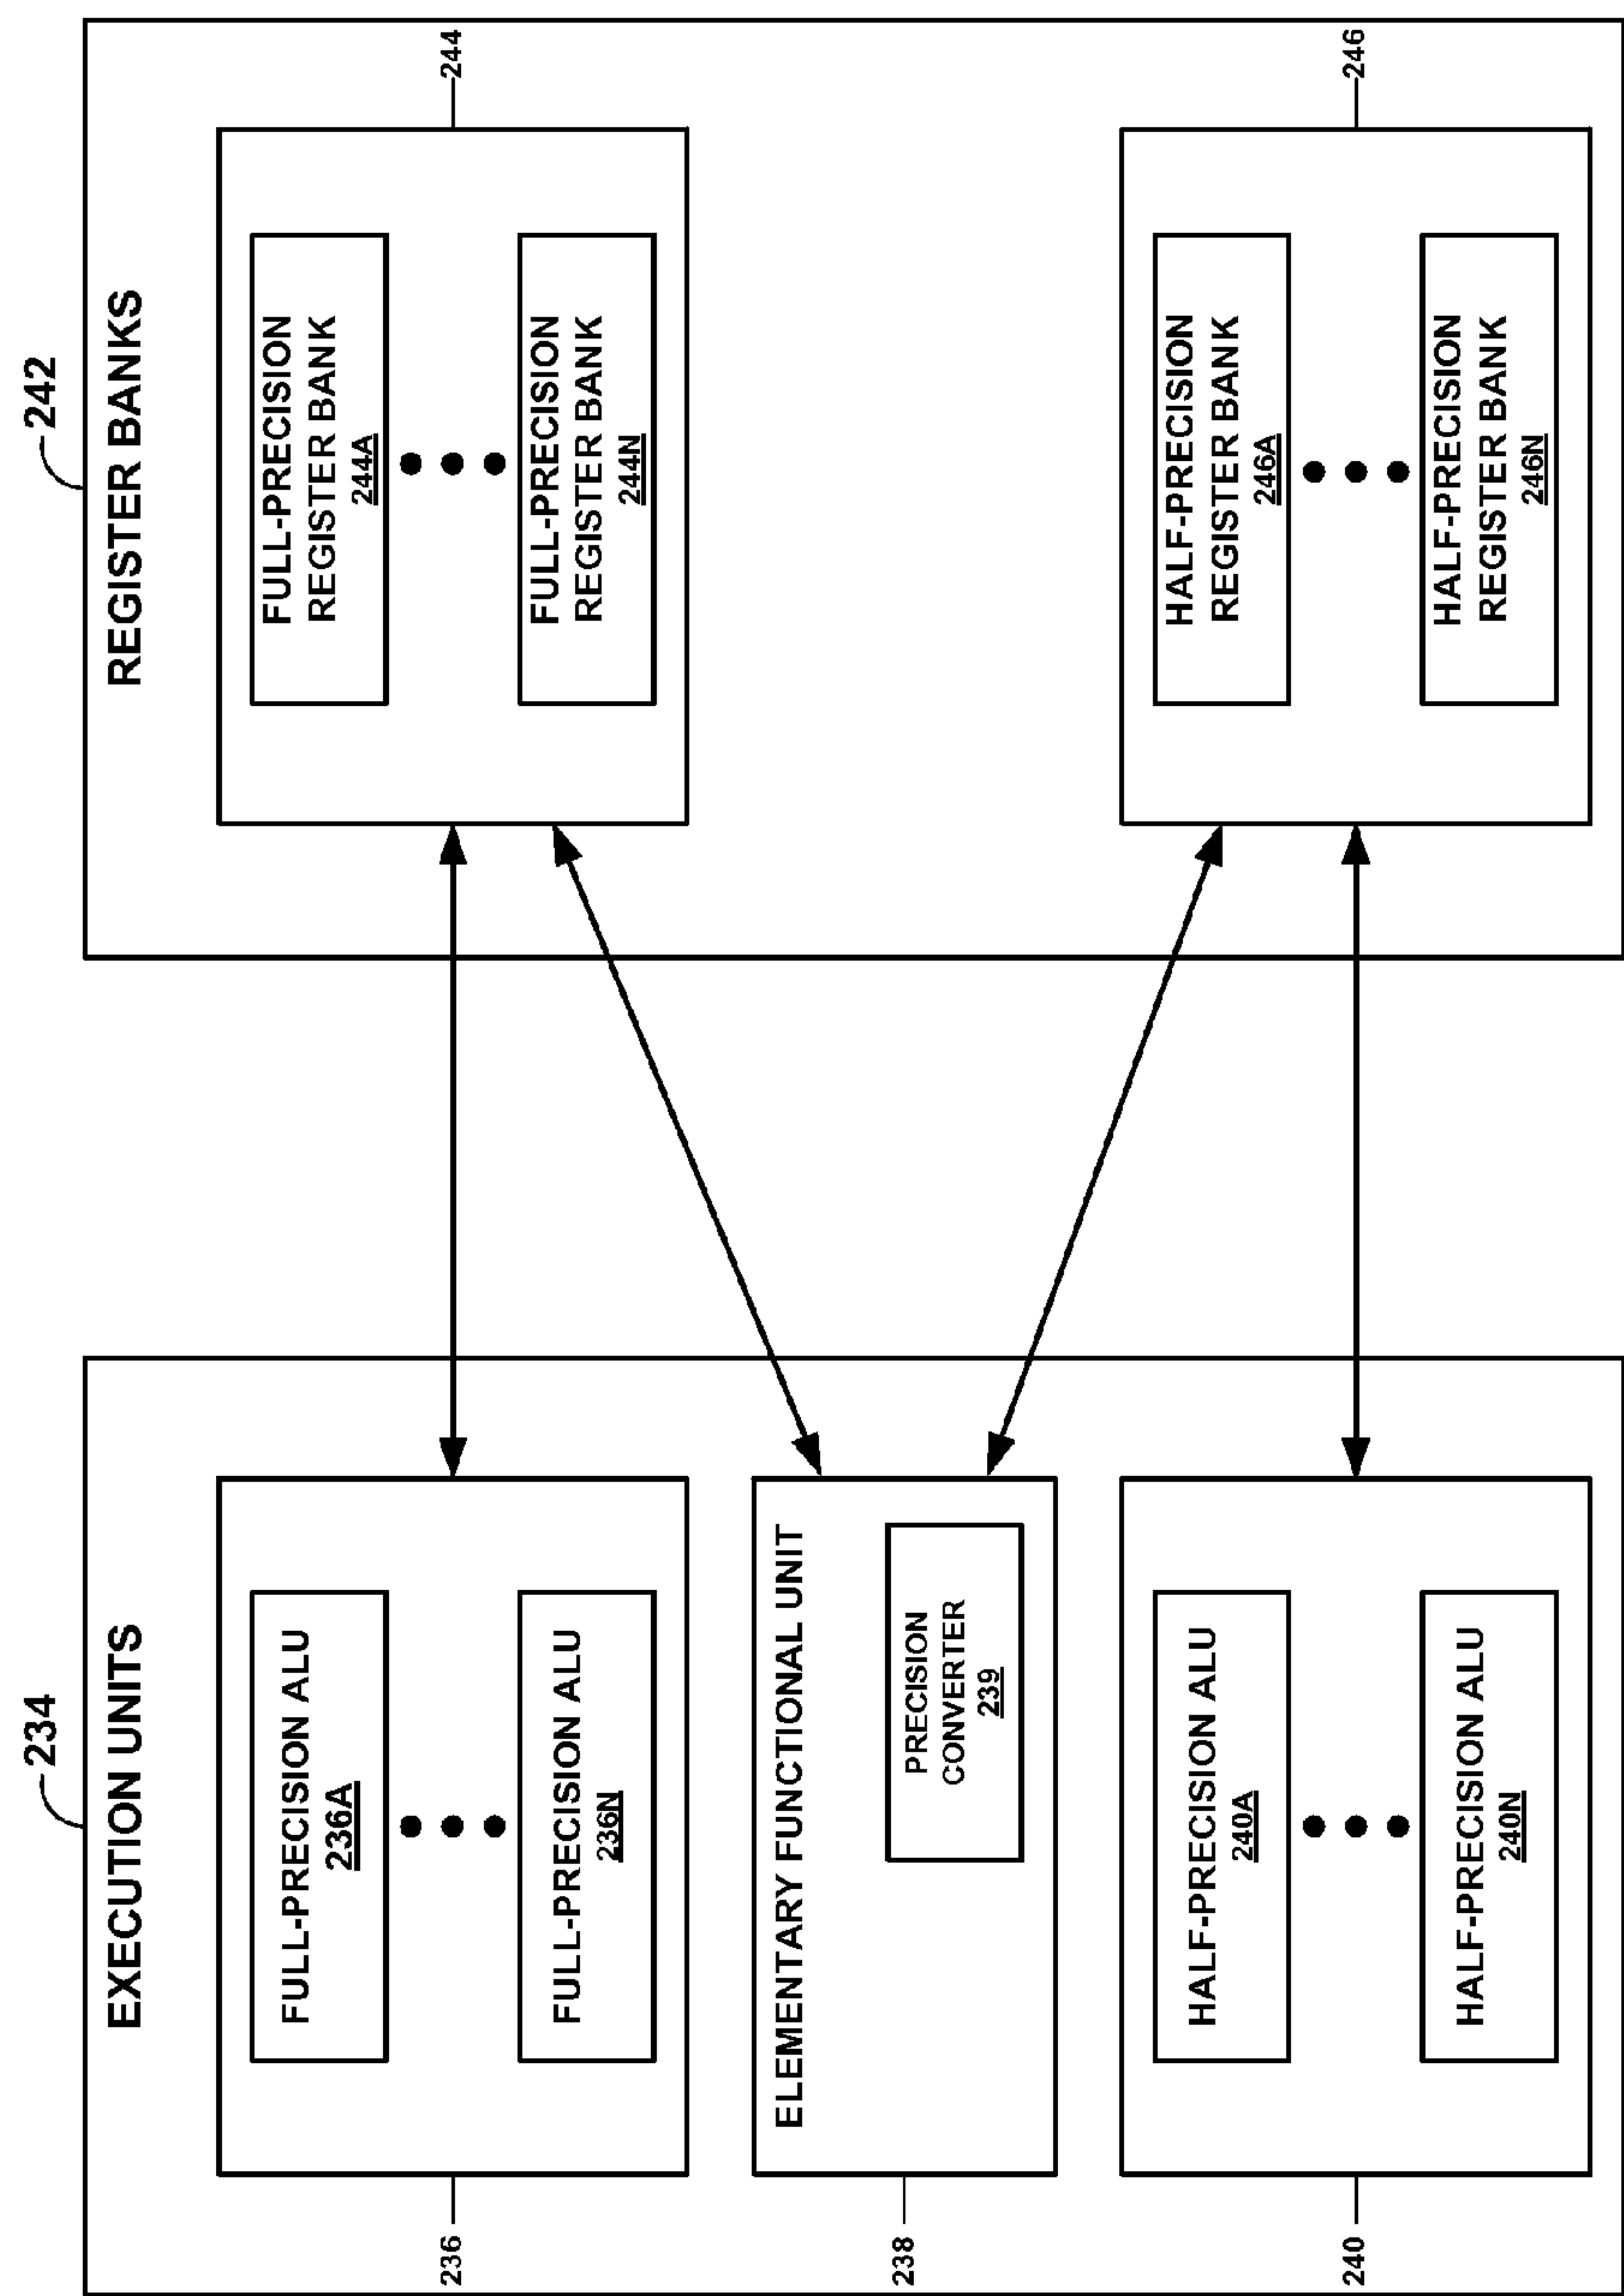 234
EXECUTION UNITS
236
FULL-PRECISION ALU
236A
FULL-PRECISION ALU
236N
238
ELEMENTARY FUNCTIONAL UNIT
PRECISION
CONVERTER
239
240
HALF-PRECISION ALU
240A
HALF-PRECISION ALU
240N
242
REGISTER BANKS
244
FULL-PRECISION
REGISTER BANK
244A
FULL-PRECISION
REGISTER BANK
244N
246
HALF-PRECISION
REGISTER BANK
246A
HALF-PRECISION
REGISTER BANK
246N